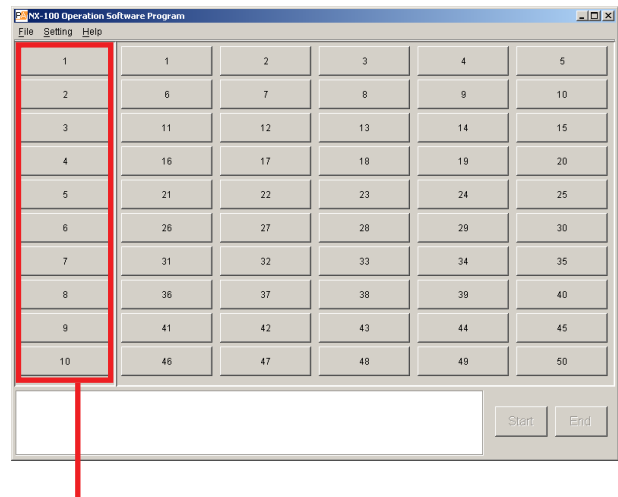 NX-100 Operation Software Program
File Setting Help
1 1 2 3 4 5
2 6 7 8 9 10
3 11 12 13 14 15
4 16 17 18 19 20
5 21 22 23 24 25
6 26 27 28 29 30
7 31 32 33 34 35
8 36 37 38 39 40
9 41 42 43 44 45
10 46 47 48 49 50
Start End